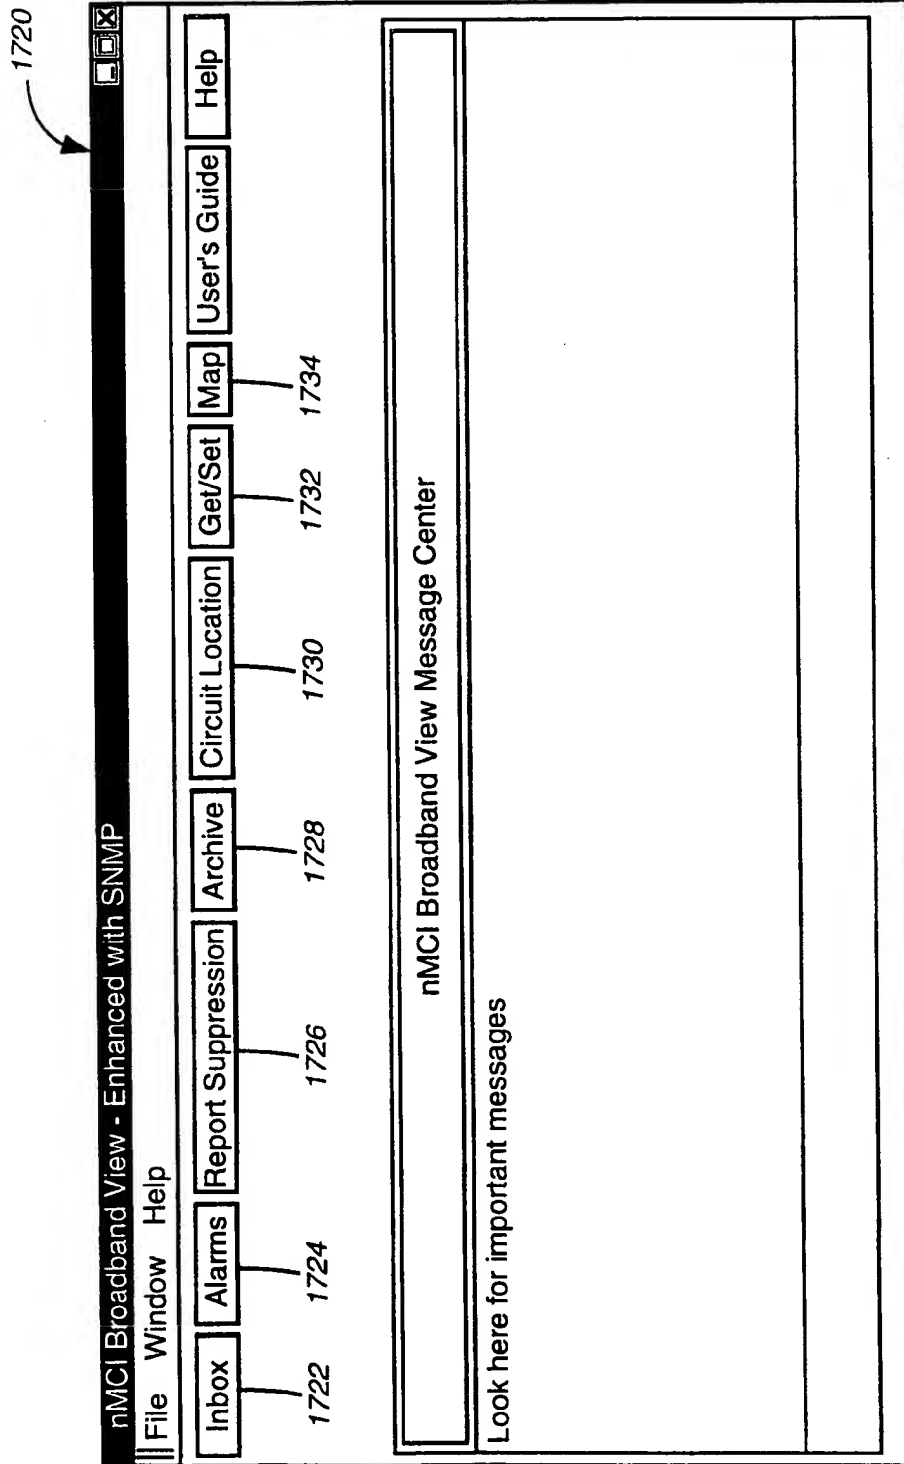 1720
nMCI Broadband View - Enhanced with SNMP
File Window Help
Inbox Alarms Report Suppression Archive Circuit Location Get/Set Map User's Guide Help
1722 1724 1726 1728 1730 1732 1734
nMCI Broadband View Message Center
Look here for important messages